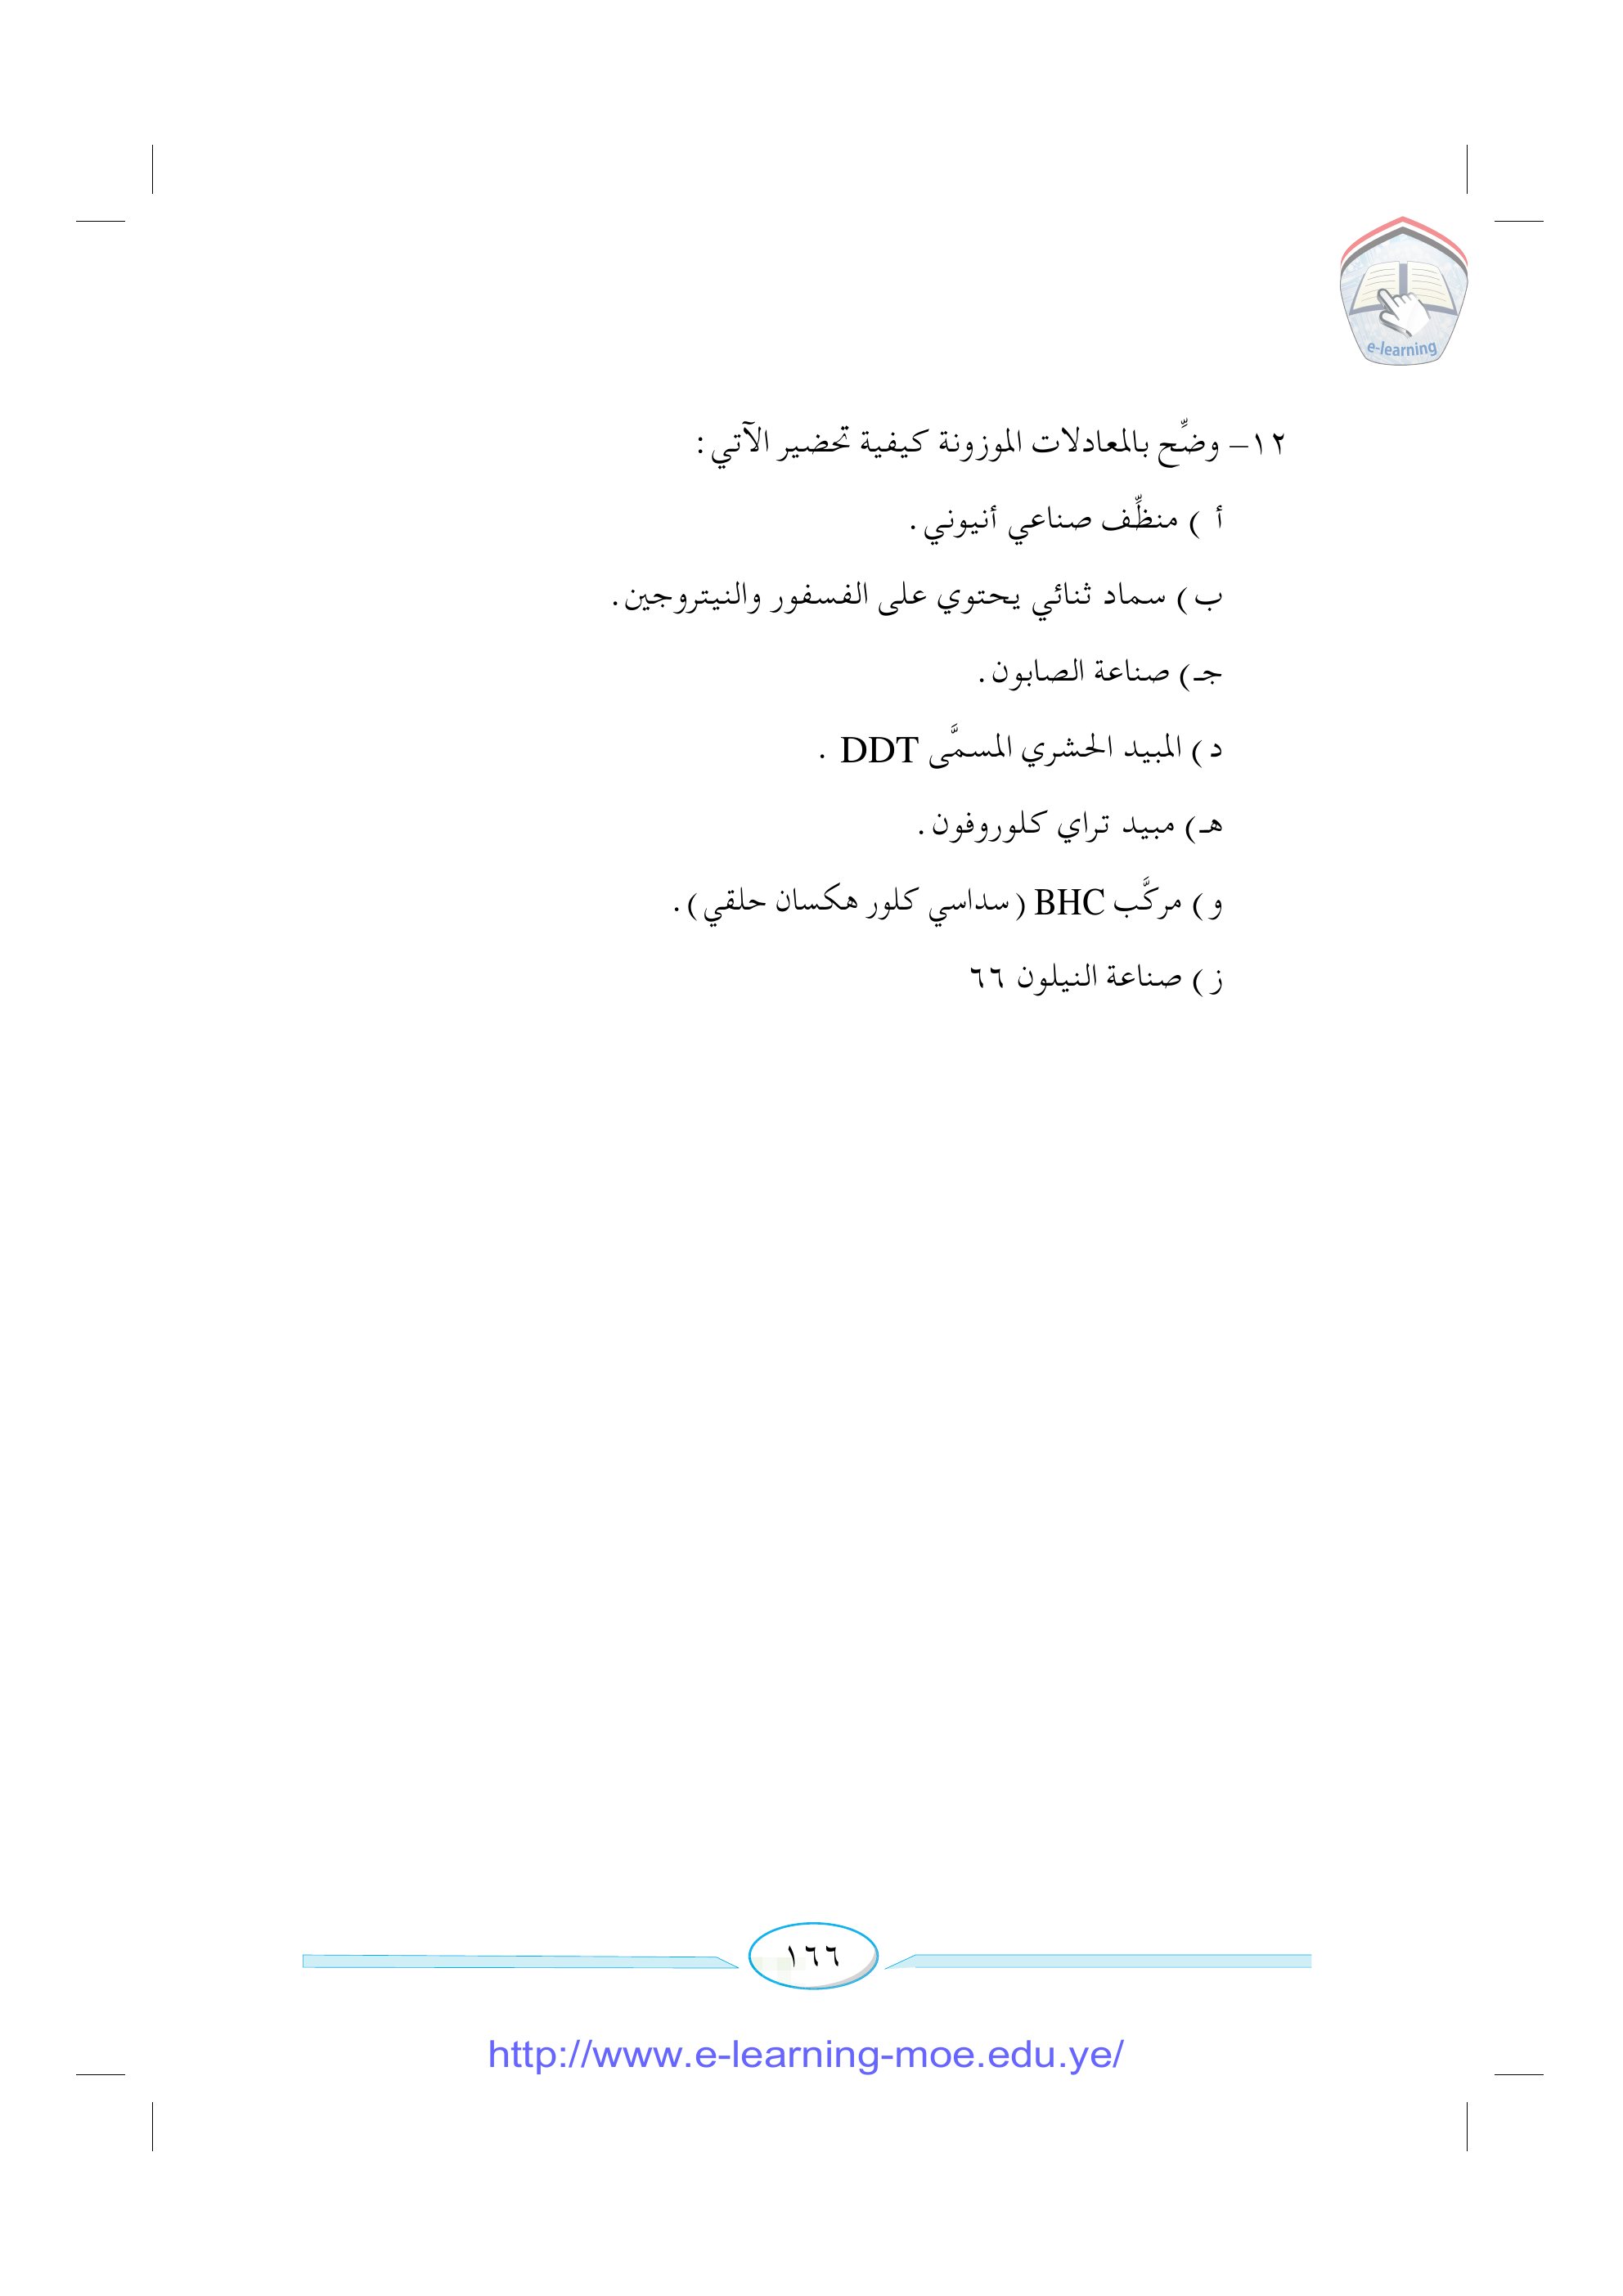 e-learning
١٢– وضِّح بالمعادلات الموزونة كيفية تحضير الآتي :
أ ) منظِّف صناعي أنيوني .
ب ) سماد ثنائي يحتوي على الفسفور والنيتروجين .
جـ ) صناعة الصابون .
د ) المبيد الحشري المسمَّى DDT .
هـ ) مبيد تراي كلوروفون .
و ) مركَّب BHC ( سداسي كلور هكسان حلقي ) .
ز ) صناعة النيلون ٦٦
١٦٦
http://www.e-learning-moe.edu.ye/